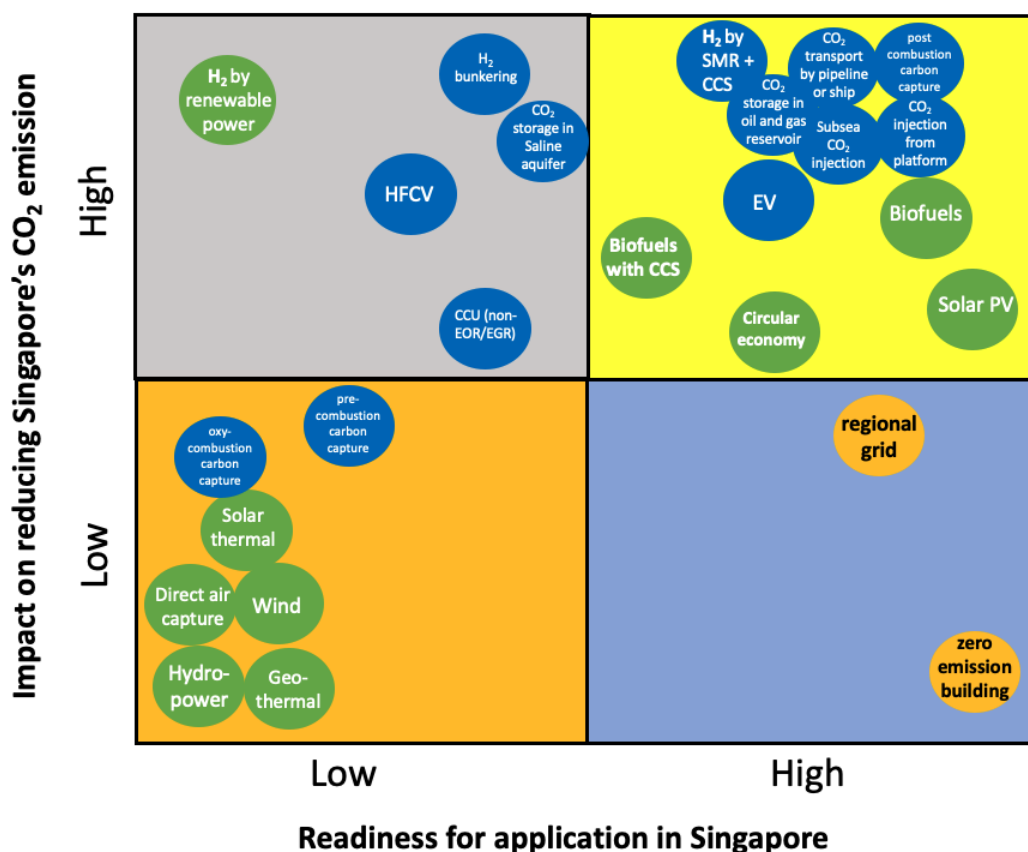 Impact on reducing Singapore's CO₂ emission
High
Low
H₂ by
renewable
power
H₂
bunkering
CO₂
storage in
Saline
aquifer
HFCV
CCU (non-
EOR/EGR)
H₂ by
SMR +
CCS
CO₂
transport
by pipeline
or ship
post
combustion
carbon
capture
CO₂
storage in
oil and gas
reservoir
Subsea
CO₂
injection
CO₂
injection
from
platform
EV
Biofuels
Biofuels
with CCS
Solar PV
Circular
economy
pre-
combustion
carbon
capture
oxy-
combustion
carbon
capture
Solar
thermal
Direct air
capture
Wind
Hydro-
power
Geo-
thermal
regional
grid
zero
emission
building
Low
High
Readiness for application in Singapore